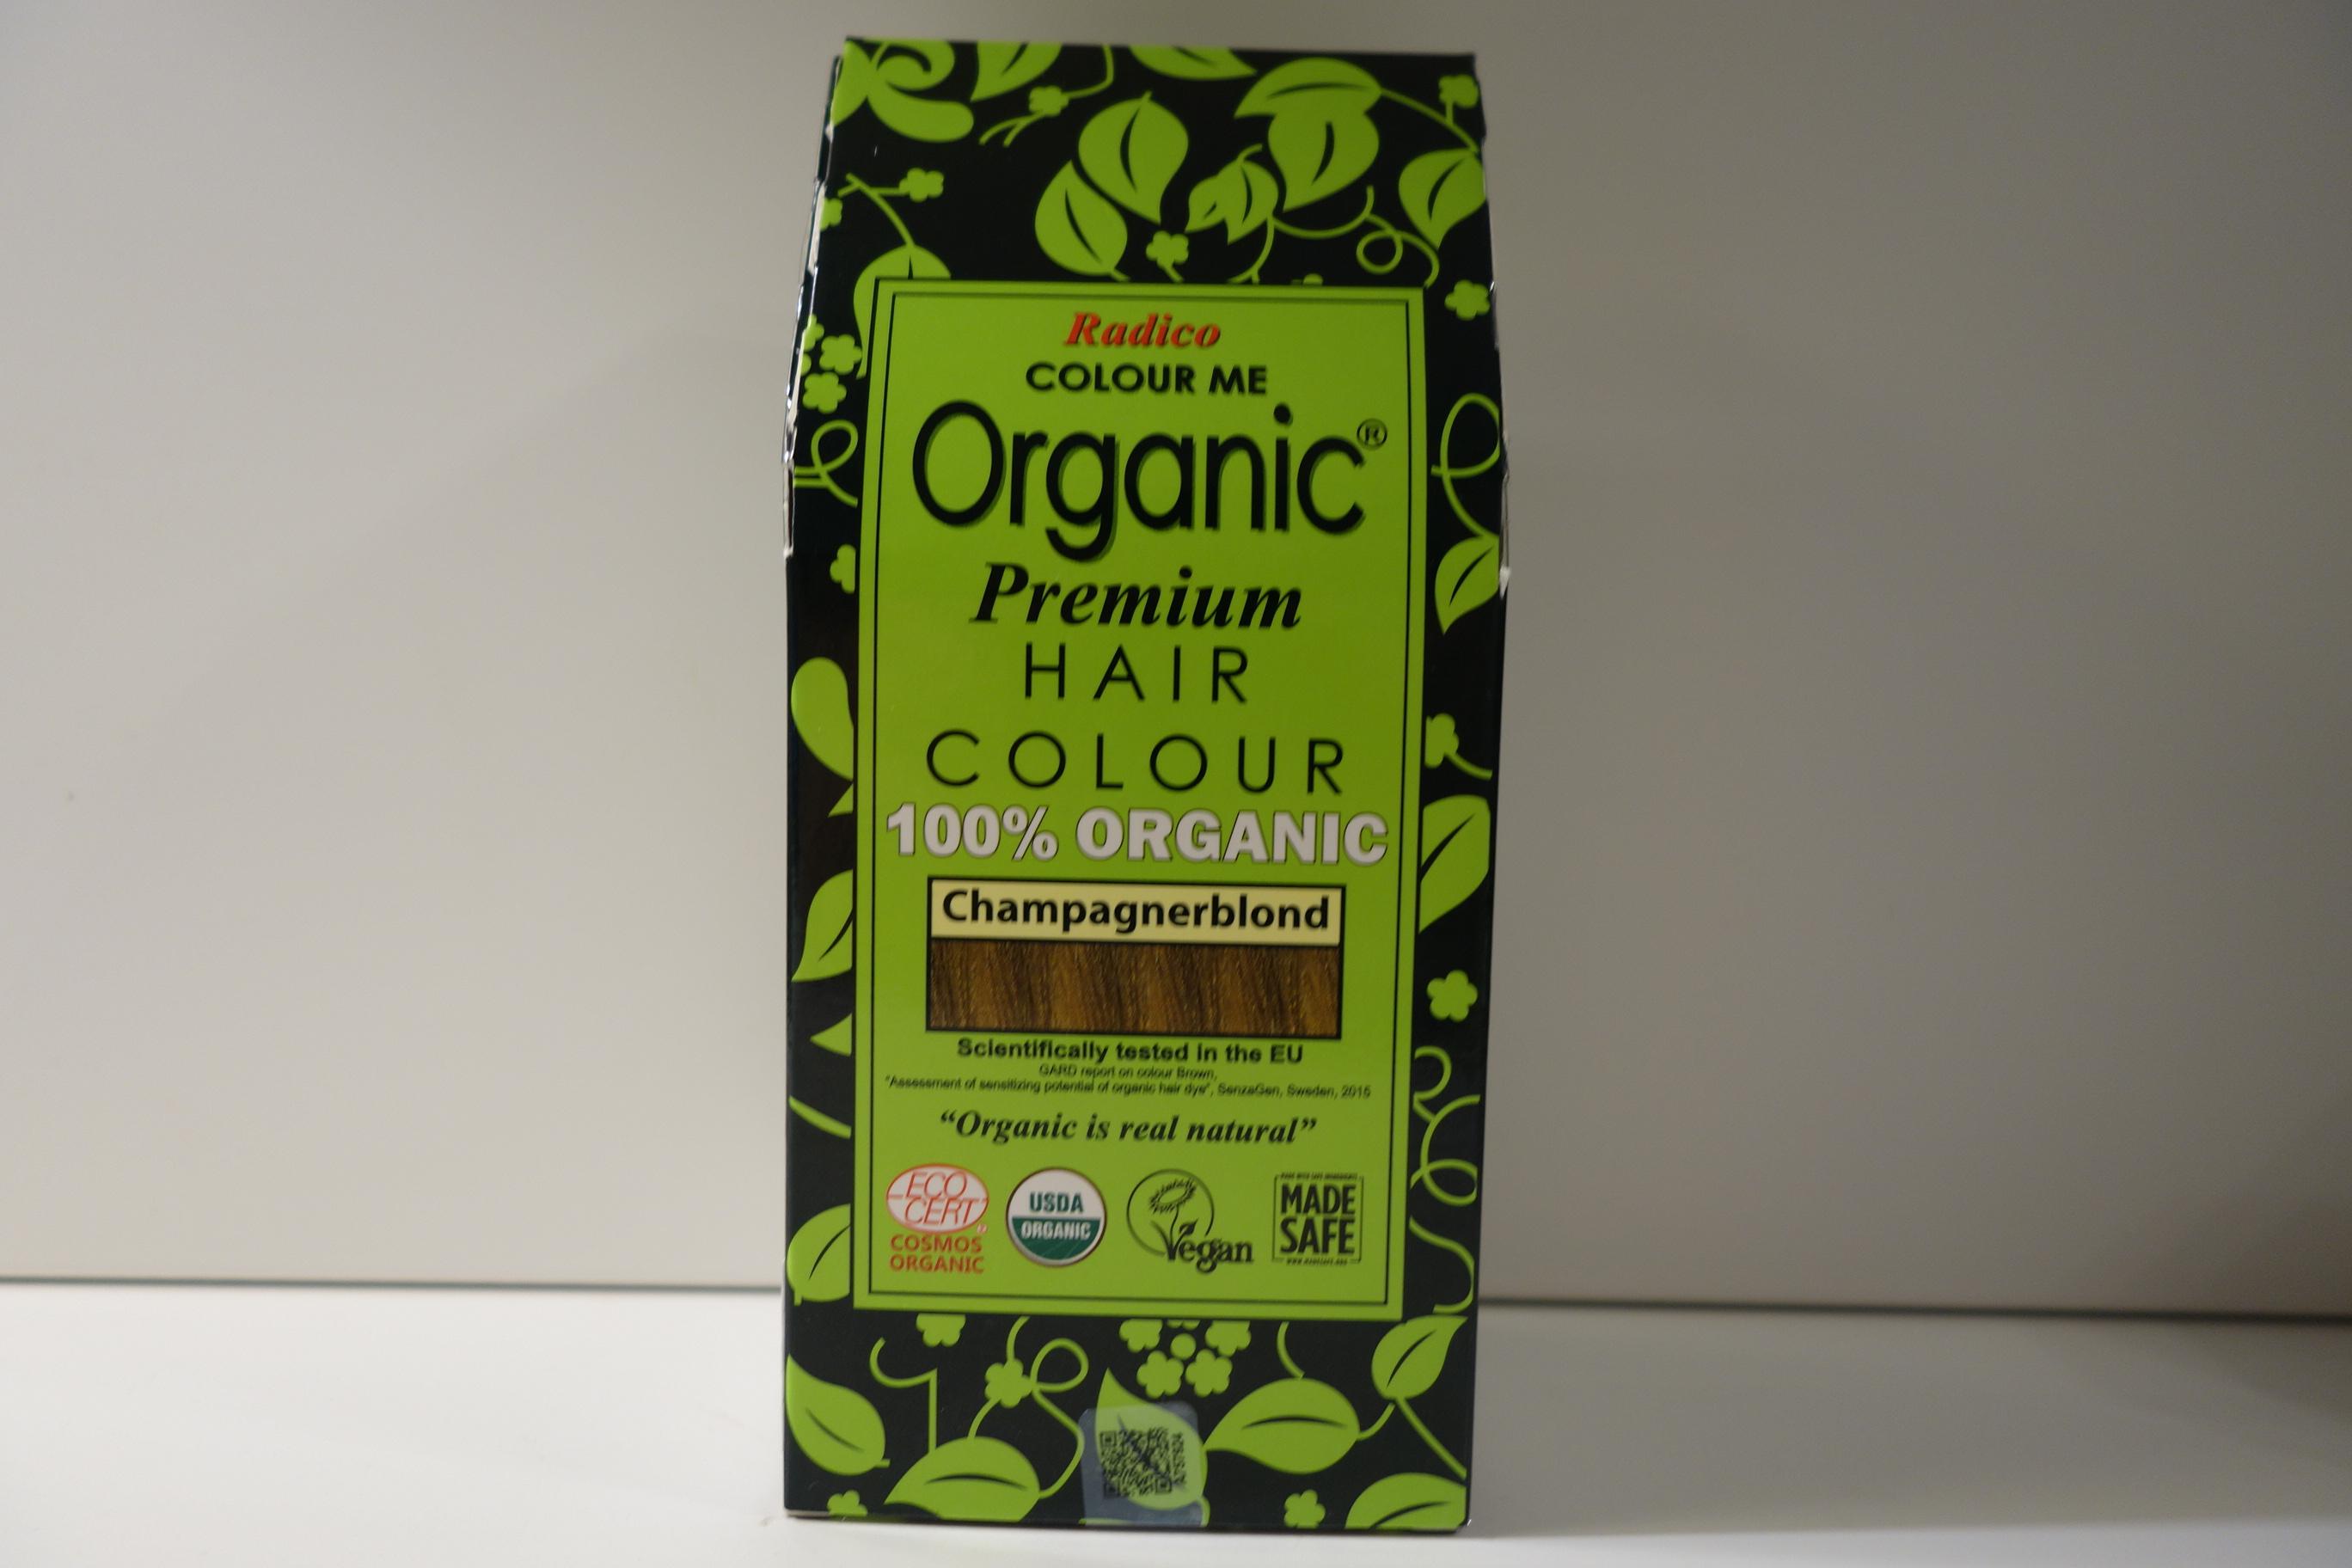 Radico
COLOUR ME
Organic®
Premium
HAIR
COLOUR
100% ORGANIC
Champagnerblond
Scientifically tested in the EU
GARD report on colour Brown,
"Assessment of sensitizing potential of organic hair dye", SenzaGen, Sweden, 2015
“Organic is real natural”
ECO
CERT
COSMOS
ORGANIC
USDA
ORGANIC
Vegan
MADE
SAFE